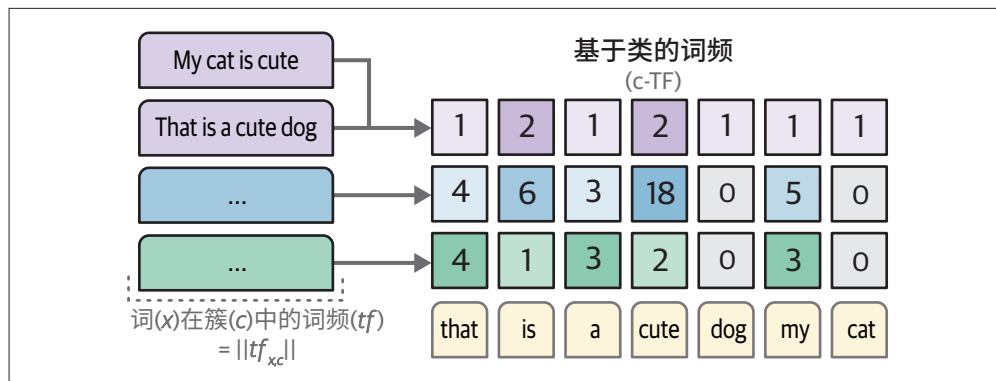 My cat is cute
That is a cute dog
...
...
词(x)在簇(c)中的词频(tf)
= ||tf_{x,c}||
基于类的词频
(c-TF)
1 2 1 2 1 1 1
4 6 3 18 0 5 0
4 1 3 2 0 3 0
that is a cute dog my cat